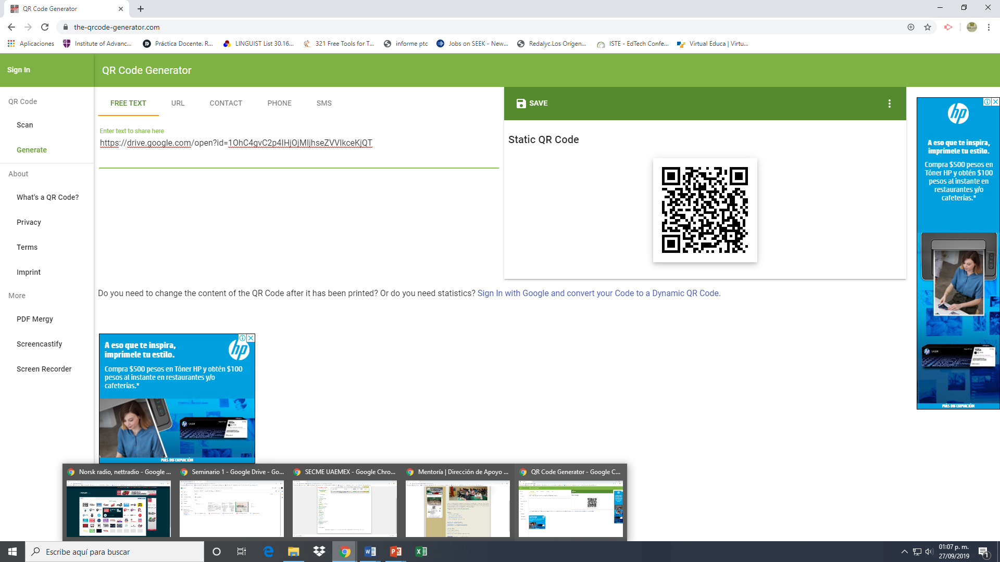 QR Code Generator
the-qrcode-generator.com
Aplicaciones
Institute of Advanc...
Práctica Docente. R...
LINGUIST List 30.16...
321 Free Tools for T...
informe ptc
Jobs on SEEK - New...
Redalyc.Los Orígen...
ISTE - EdTech Confe...
Virtual Educa | Virtu...
Sign In
QR Code Generator
QR Code
Scan
Generate
About
What's a QR Code?
Privacy
Terms
Imprint
More
PDF Mergy
Screencastify
Screen Recorder
FREE TEXT
URL
CONTACT
PHONE
SMS
Enter text to share here
https://drive.google.com/open?id=1OhC4gvC2p4IHjOjMljhseZVVlkceKjQT
SAVE
Static QR Code
Do you need to change the content of the QR Code after it has been printed? Or do you need statistics? Sign In with Google and convert your Code to a Dynamic QR Code.
hp
A eso que te inspira,
imprímele tu estilo.
Compra $500 pesos en
Tóner HP y obtén $100
pesos al instante en
restaurantes y/o
cafeterías.*
MÁS INFORMACIÓN
A eso que te inspira,
imprímele tu estilo.
hp
Compra $500 pesos en Tóner HP y obtén $100
pesos al instante en restaurantes y/o
cafeterías.*
MÁS INFORMACIÓN
Norsk radio, nettradio - Google ...
Seminario 1 - Google Drive - Go...
SECME UAEMEX - Google Chro...
Mentoría | Dirección de Apoyo ...
QR Code Generator - Google C...
Escribe aquí para buscar
01:07 p. m.
27/09/2019
1